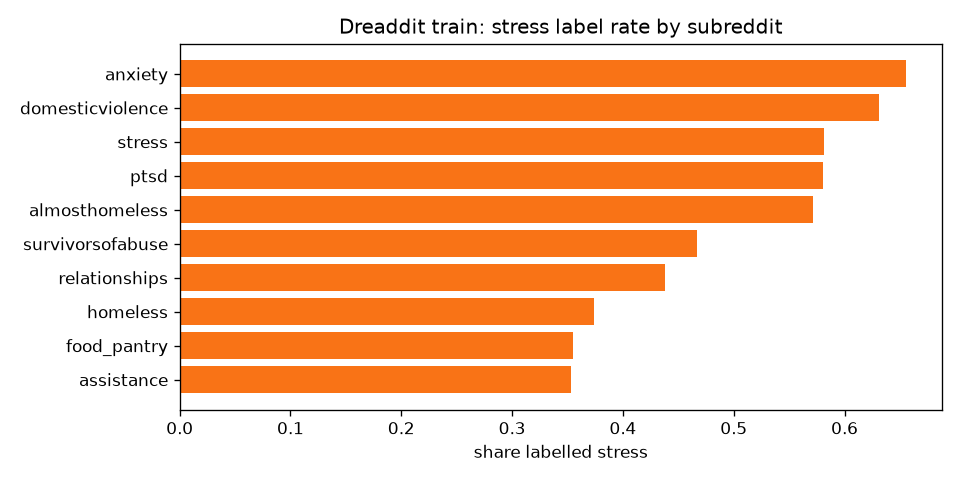 Dreaddit train: stress label rate by subreddit
anxiety
domesticviolence
stress
ptsd
almosthomeless
survivorsofabuse
relationships
homeless
food_pantry
assistance
0.0 0.1 0.2 0.3 0.4 0.5 0.6
share labelled stress